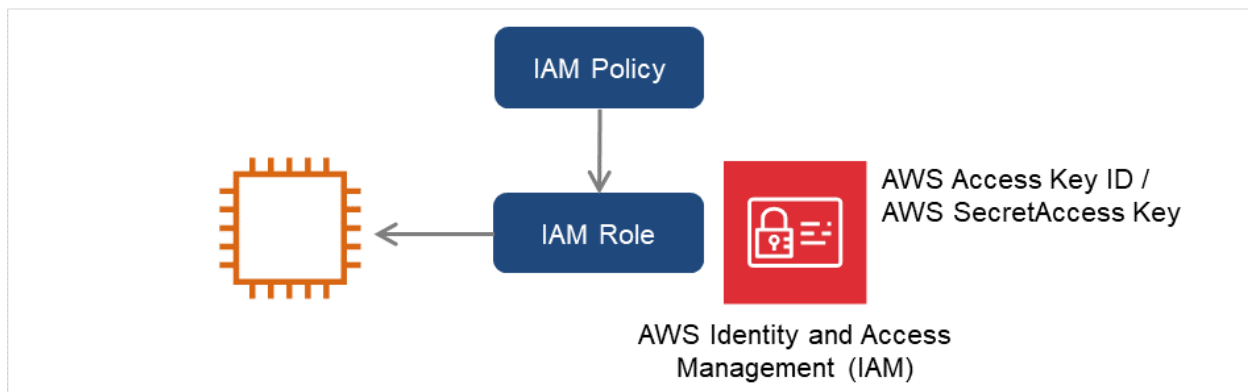 IAM Policy
IAM Role
AWS Access Key ID /
AWS SecretAccess Key
AWS Identity and Access
Management (IAM)